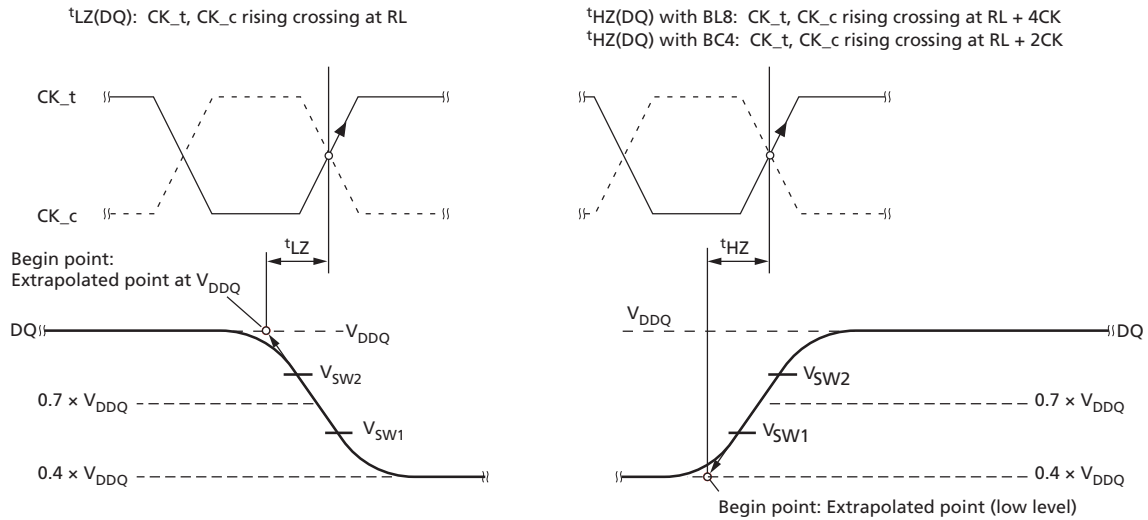 tLZ(DQ): CK_t, CK_c rising crossing at RL
tHZ(DQ) with BL8: CK_t, CK_c rising crossing at RL + 4CK
tHZ(DQ) with BC4: CK_t, CK_c rising crossing at RL + 2CK
CK_t
CK_c
tLZ
tHZ
Begin point:
Extrapolated point at VDDQ
VDDQ
DQ
VDDQ
DQ
VSW2
VSW2
0.7 × VDDQ
0.7 × VDDQ
VSW1
VSW1
0.4 × VDDQ
0.4 × VDDQ
Begin point: Extrapolated point (low level)